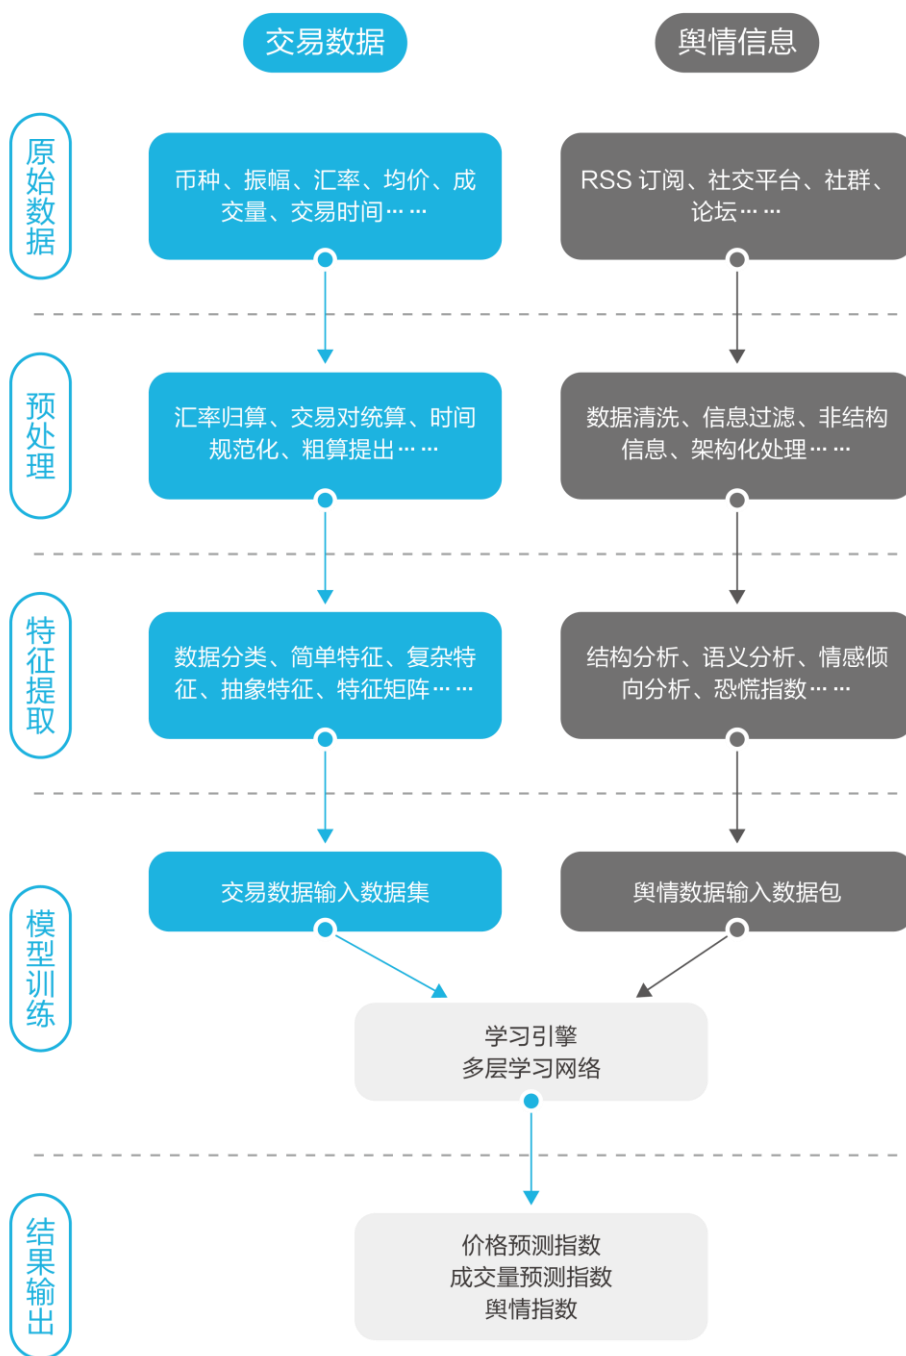 交易数据
舆情信息
原始数据
币种、振幅、汇率、均价、成
交量、交易时间⋯ ⋯
RSS 订阅、社交平台、社群、
论坛⋯ ⋯
预处理
汇率归算、交易对统算、时间
规范化、粗算提出⋯ ⋯
数据清洗、信息过滤、非结构
信息、架构化处理⋯ ⋯
特征提取
数据分类、简单特征、复杂特
征、抽象特征、特征矩阵⋯ ⋯
结构分析、语义分析、情感倾
向分析、恐慌指数⋯ ⋯
模型训练
交易数据输入数据集
舆情数据输入数据包
学习引擎
多层学习网络
结果输出
价格预测指数
成交量预测指数
舆情指数